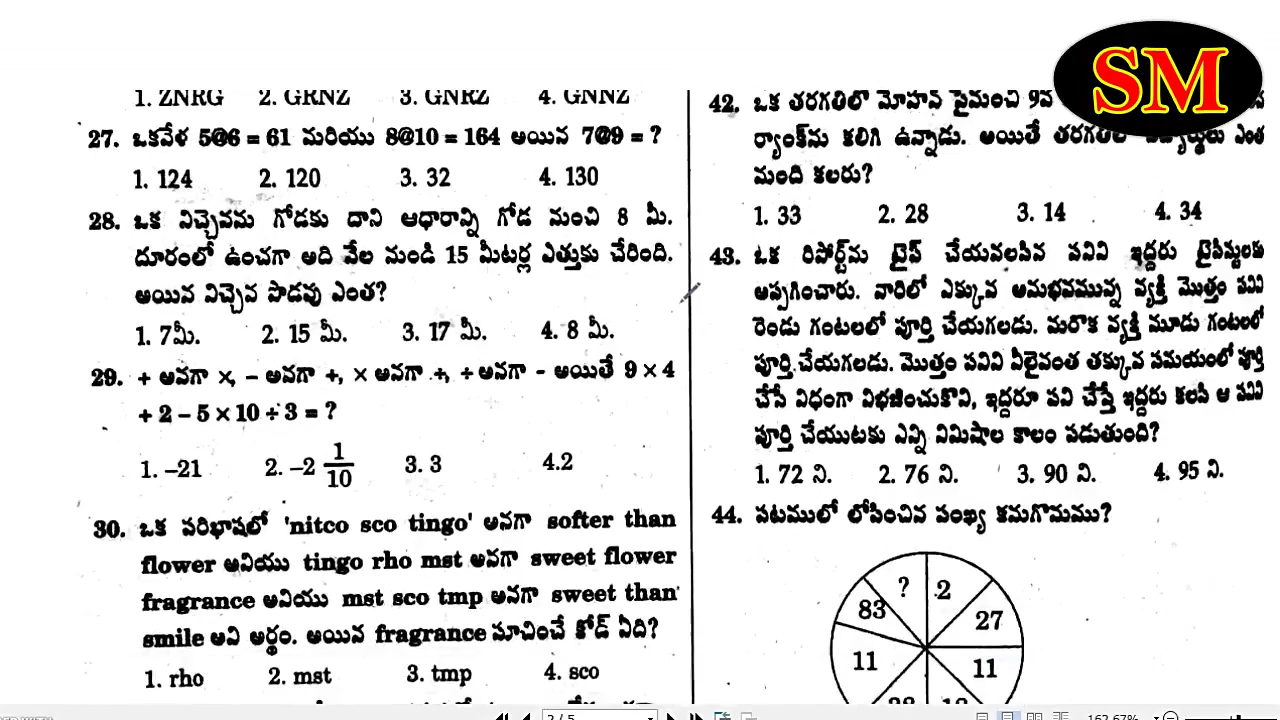 SM
1. ZNRG 2. GRNZ 3. GNRZ 4. GNNZ
27. ఒకవేళ 5@6 = 61 మరియు 8@10 = 164 అయిన 7@9 = ?
1. 124 2. 120 3. 32 4. 130
28. ఒక నిచ్చెనను గోడకు దాని ఆధారాన్ని గోడ నుంచి 8 మీ.
దూరంలో ఉంచగా అది నేల నుండి 15 మీటర్ల ఎత్తుకు చేరింది.
అయిన నిచ్చెన పొడవు ఎంత?
1. 7మీ. 2. 15 మీ. 3. 17 మీ. 4. 8 మీ.
29. + అనగా ×, – అనగా ÷, × అనగా +, ÷ అనగా - అయితే 9 × 4
+ 2 – 5 × 10 ÷ 3 = ?
1. –21 2. –2 1/10 3. 3 4.2
30. ఒక పరిభాషలో 'nitco sco tingo' అనగా softer than
flower అనియు tingo rho mst అనగా sweet flower
fragrance అనియు mst sco tmp అనగా sweet than
smile అని అర్థం. అయిన fragrance సూచించే కోడ్ ఏది?
1. rho 2. mst 3. tmp 4. sco
42. ఒక తరగతిలో మోహన్ పైనుంచి 9వ
ర్యాంక్‌ను కలిగి ఉన్నాడు. అయితే తరగతిలో ఎంత
మంది కలరు?
1. 33 2. 28 3. 14 4. 34
43. ఒక రిపోర్ట్‌ను టైప్ చేయవలసిన పనిని ఇద్దరు టైపిస్టులకు
అప్పగించారు. వారిలో ఎక్కువ అనుభవమున్న వ్యక్తి మొత్తం పనిని
రెండు గంటలలో పూర్తి చేయగలడు. మరొక వ్యక్తి మూడు గంటలలో
పూర్తి చేయగలడు. మొత్తం పనిని వీలైనంత తక్కువ సమయంలో పూర్తి
చేసే విధంగా విభజించుకొని, ఇద్దరూ పని చేస్తే ఇద్దరు కలసి ఆ పనిని
పూర్తి చేయుటకు ఎన్ని నిమిషాల కాలం పడుతుంది?
1. 72 ని. 2. 76 ని. 3. 90 ని. 4. 95 ని.
44. పటములో లోపించిన సంఖ్య కనుగొనుము?
? 2
83 27
11 11
2 / 5 162.67%